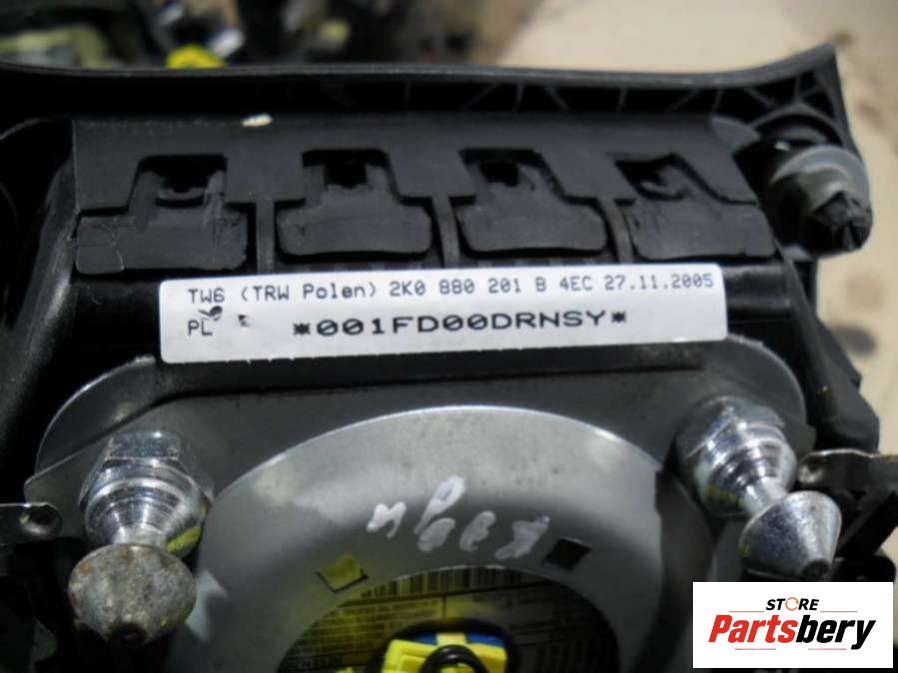 TW6 (TRW Polen) 2K0 880 201 B 4EC 27.11.2005
PL
*001FD00DRNSY*
STORE
Partsbery